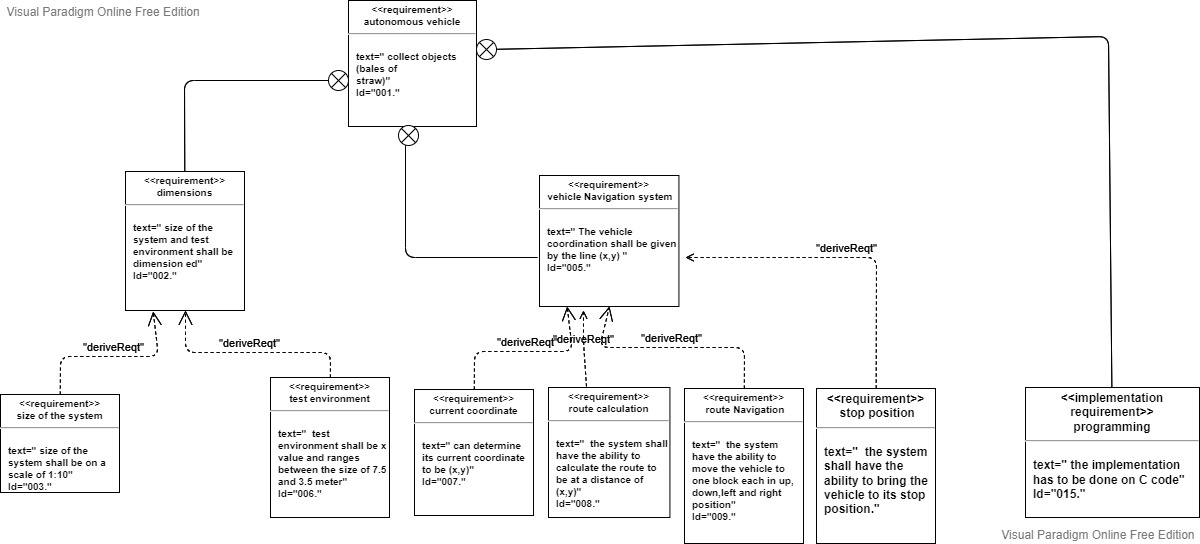 Visual Paradigm Online Free Edition
<<requirement>>
autonomous vehicle
text=" collect objects
(bales of
straw)"
Id="001."
<<requirement>>
dimensions
text=" size of the
system and test
environment shall be
dimension ed"
Id="002."
<<requirement>>
vehicle Navigation system
text=" The vehicle
coordination shall be given
by the line (x,y) "
Id="005."
"deriveReqt"
"deriveReqt"
"deriveReqt"
"deriveReqt"
"deriveReqt"
"deriveReqt"
<<requirement>>
size of the system
text=" size of the
system shall be on a
scale of 1:10"
Id="003."
<<requirement>>
test environment
text="  test
environment shall be x
value and ranges
between the size of 7.5
and 3.5 meter"
Id="006."
<<requirement>>
current coordinate
text=" can determine
its current coordinate
to be (x,y)"
Id="007."
<<requirement>>
route calculation
text="  the system shall
have the ability to
calculate the route to
be at a distance of
(x,y)"
Id="008."
<<requirement>>
route Navigation
text="  the system
have the ability to
move the vehicle to
one block each in up,
down,left and right
position"
Id="009."
<<requirement>>
stop position
text="  the system
shall have the
ability to bring the
vehicle to its stop
position."
<<implementation
requirement>>
programming
text=" the implementation
has to be done on C code"
Id="015."
Visual Paradigm Online Free Edition